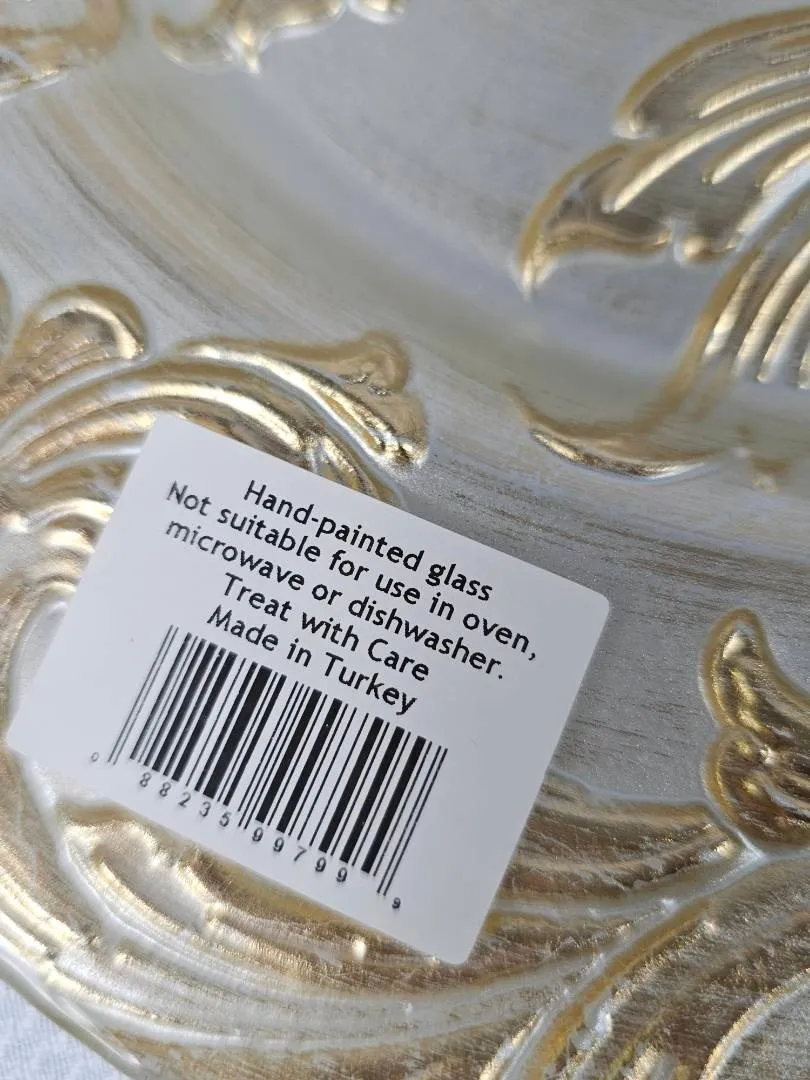 Hand-painted glass
Not suitable for use in oven,
microwave or dishwasher.
Treat with Care
Made in Turkey
0 88235 99799 9